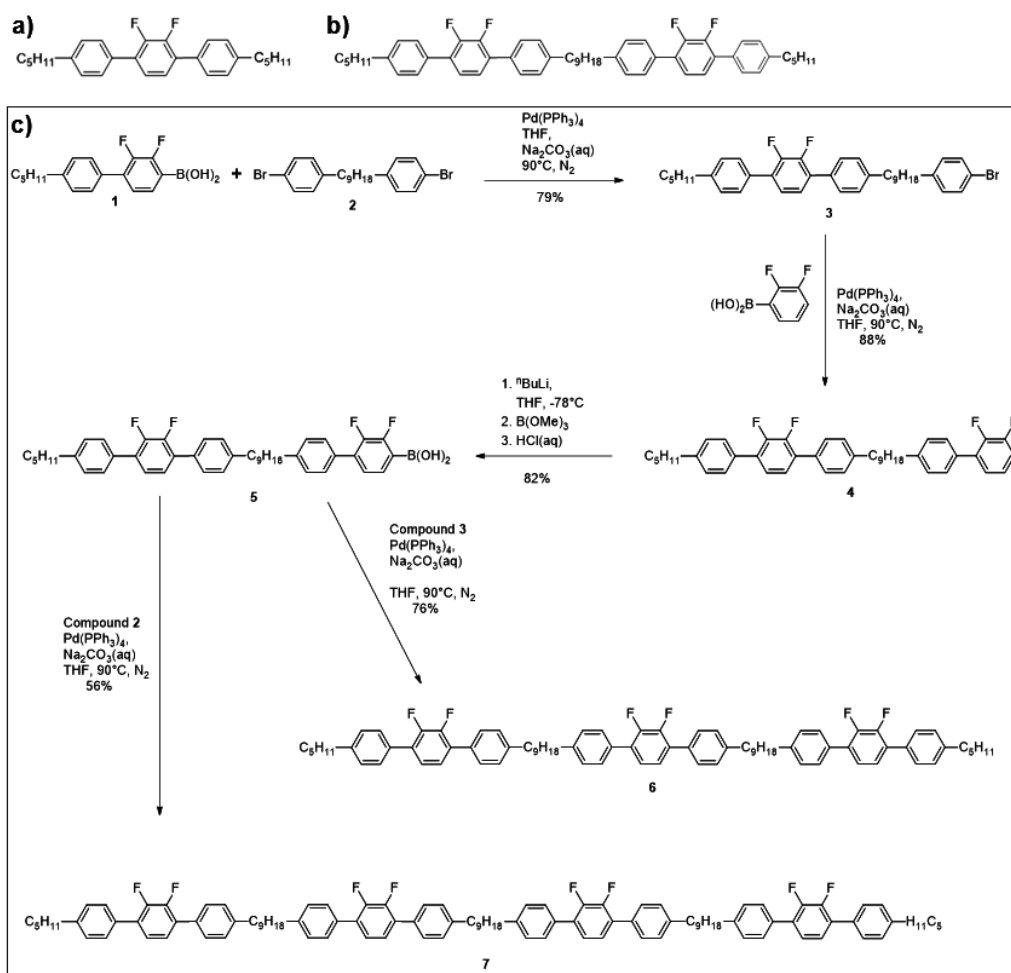 a)
F F
C5H11
C5H11
b)
F F
F F
C5H11
C9H18
C5H11
c)
F F
C5H11
B(OH)2
1
+
Br
C9H18
Br
2
Pd(PPh3)4
THF,
Na2CO3(aq)
90°C, N2
79%
F F
C5H11
C9H18
Br
3
F F
(HO)2B
Pd(PPh3)4,
Na2CO3(aq)
THF, 90°C, N2
88%
F F
F F
C5H11
C9H18
4
1. nBuLi,
THF, -78°C
2. B(OMe)3
3. HCl(aq)
82%
F F
F F
C5H11
C9H18
B(OH)2
5
Compound 3
Pd(PPh3)4,
Na2CO3(aq)
THF, 90°C, N2
76%
Compound 2
Pd(PPh3)4,
Na2CO3(aq)
THF, 90°C, N2
56%
F F
F F
F F
C5H11
C9H18
C9H18
C5H11
6
F F
F F
F F
F F
C5H11
C9H18
C9H18
C9H18
H11C5
7